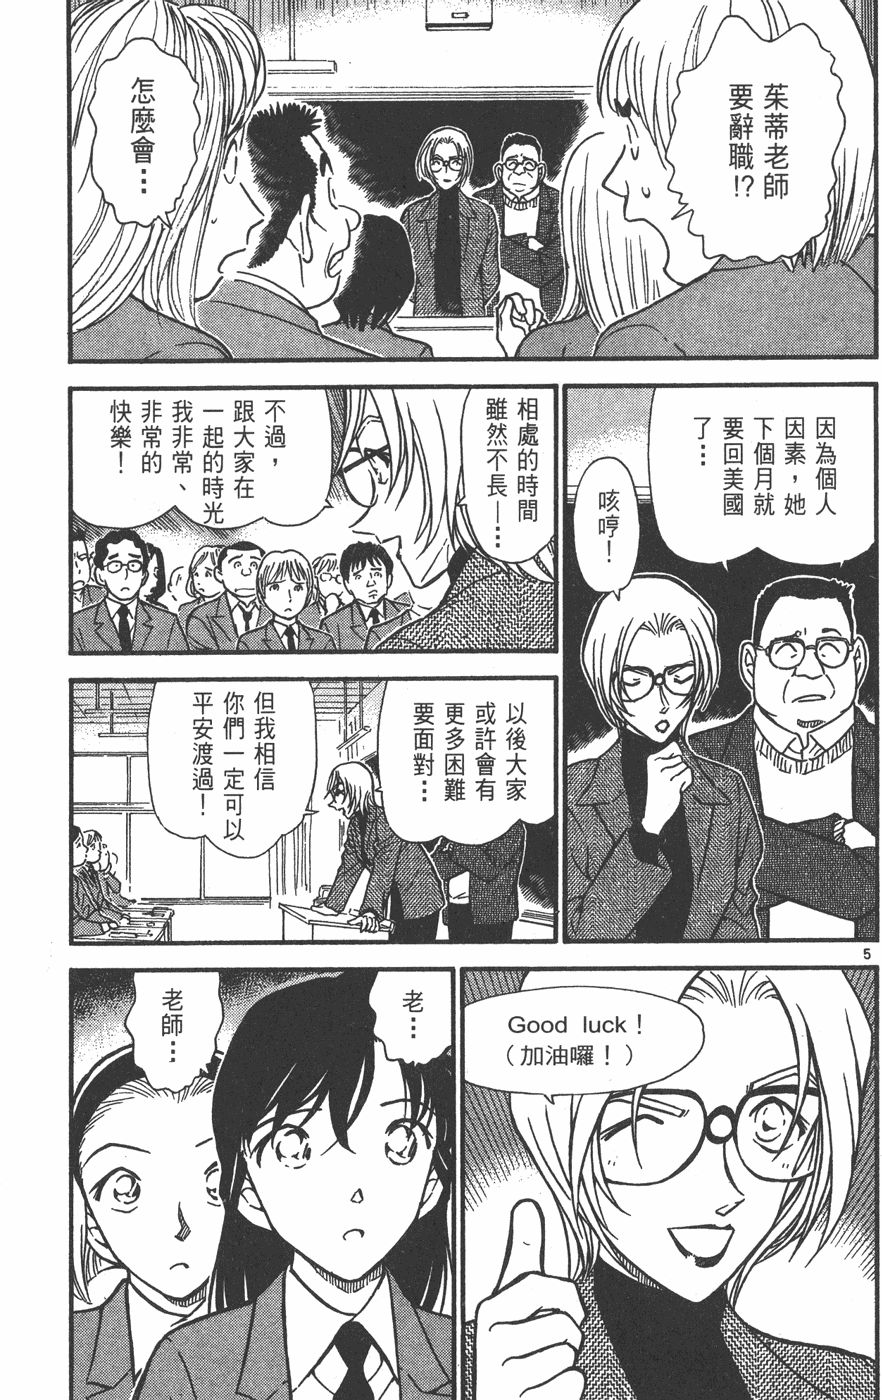 茱蒂老師
要辭職!?
怎麼會…
因為個人
因素，她
下個月就
要回美國
了…
咳哼！
相處的時間
雖然不長—…
不過，
跟大家在
一起的時光
我非常、
非常的
快樂！
以後大家
或許會有
更多困難
要面對…
但我相信
你們一定可以
平安渡過！
5
Good luck！
（加油囉！）
老…
老師…